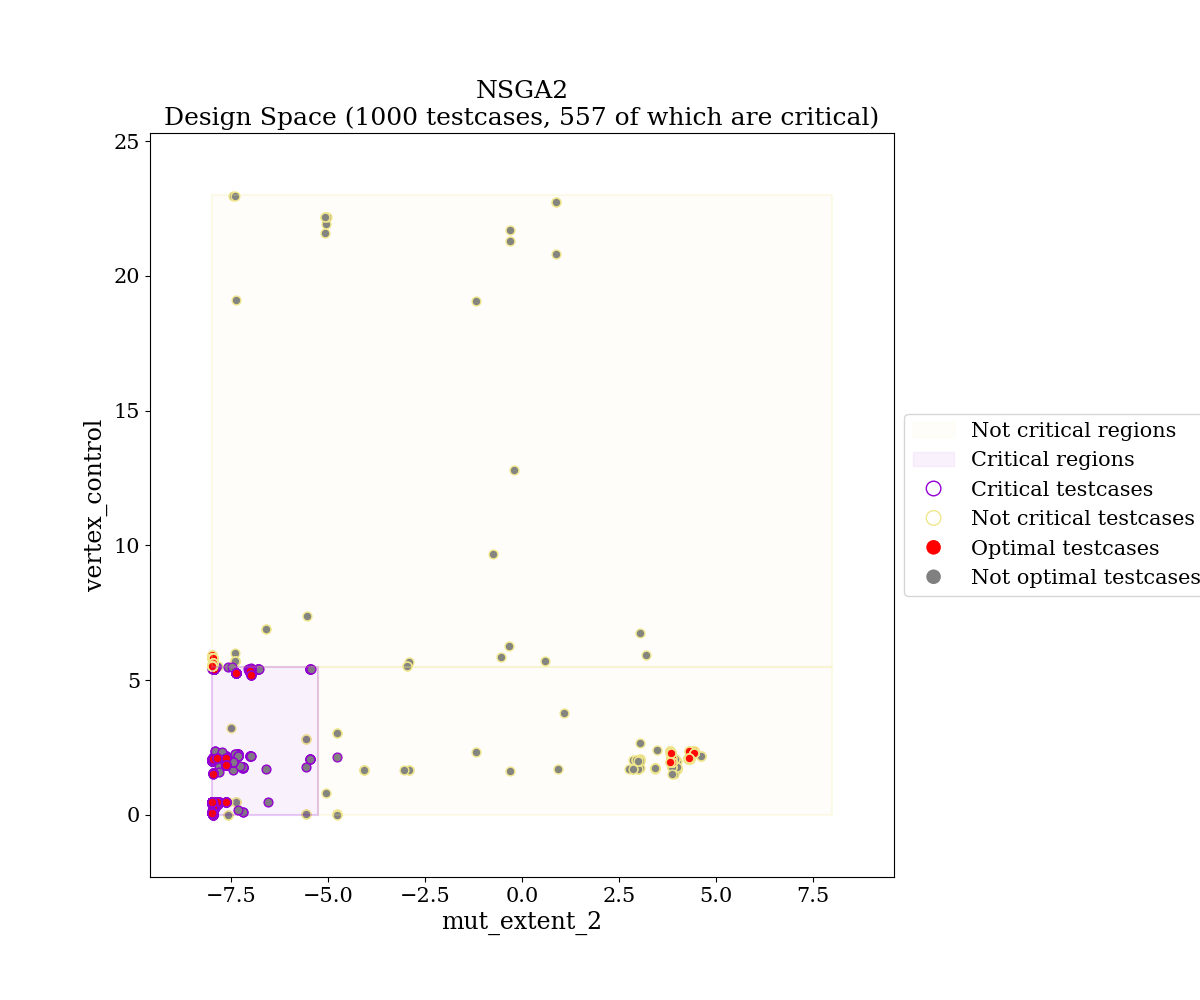 NSGA2
Design Space (1000 testcases, 557 of which are critical)
25
20
15
10
5
0
vertex_control
−7.5
−5.0
−2.5
0.0
2.5
5.0
7.5
mut_extent_2
Not critical regions
Critical regions
Critical testcases
Not critical testcases
Optimal testcases
Not optimal testcases